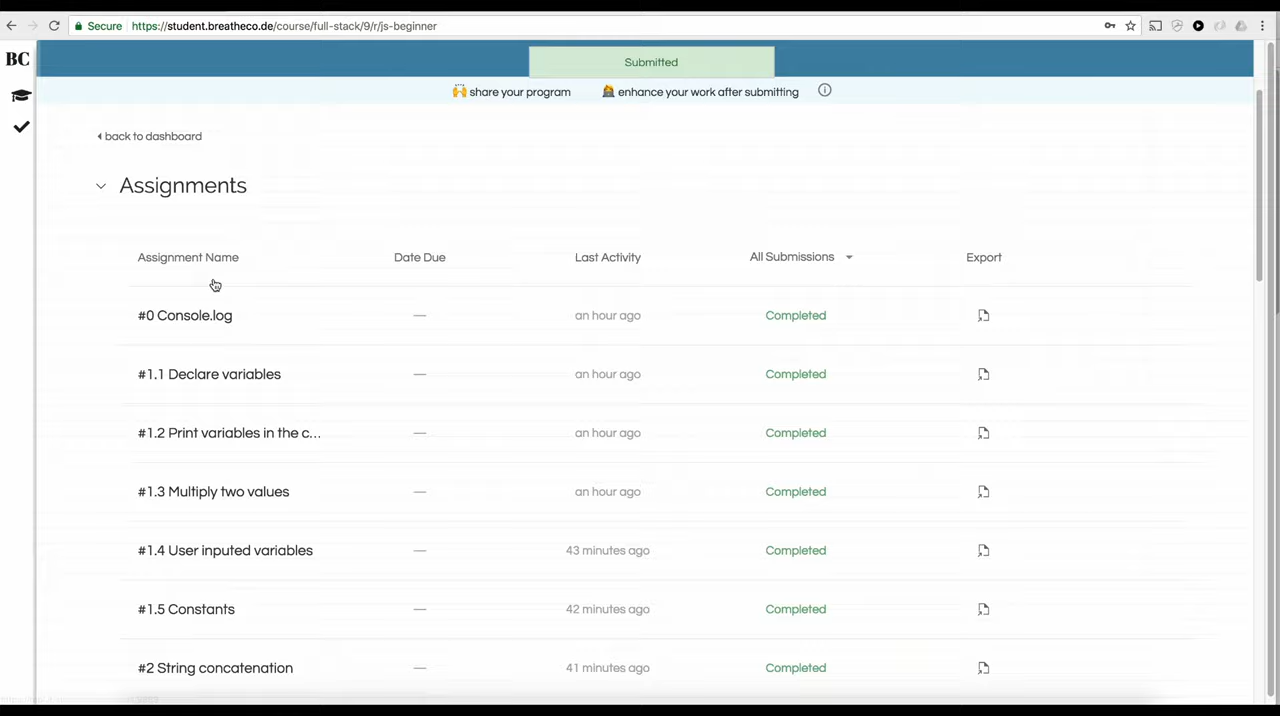 Secure https://student.breatheco.de/course/full-stack/9/r/js-beginner
BC
Submitted
share your program enhance your work after submitting
back to dashboard
Assignments
Assignment Name Date Due Last Activity All Submissions Export
#0 Console.log — an hour ago Completed
#1.1 Declare variables — an hour ago Completed
#1.2 Print variables in the c... — an hour ago Completed
#1.3 Multiply two values — an hour ago Completed
#1.4 User inputed variables — 43 minutes ago Completed
#1.5 Constants — 42 minutes ago Completed
#2 String concatenation — 41 minutes ago Completed